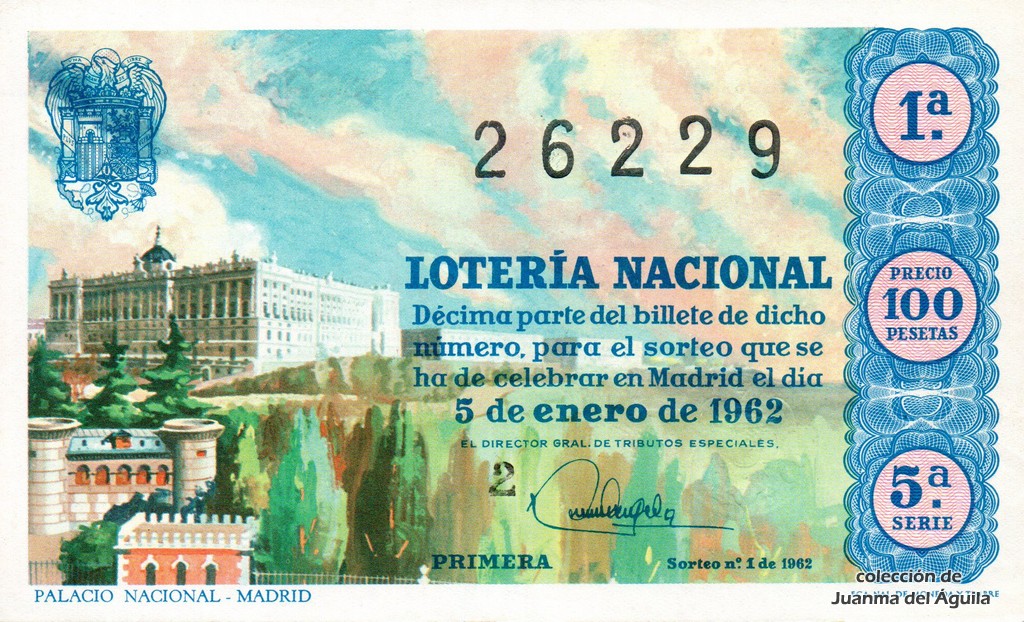 26229
1ª.
LOTERÍA NACIONAL
Décima parte del billete de dicho
número, para el sorteo que se
ha de celebrar en Madrid el día
5 de enero de 1962
EL DIRECTOR GRAL. DE TRIBUTOS ESPECIALES,
2
PRECIO
100
PESETAS
5ª.
SERIE
PRIMERA
Sorteo n.º 1 de 1962
PALACIO NACIONAL - MADRID
colección de
Juanma del Águila